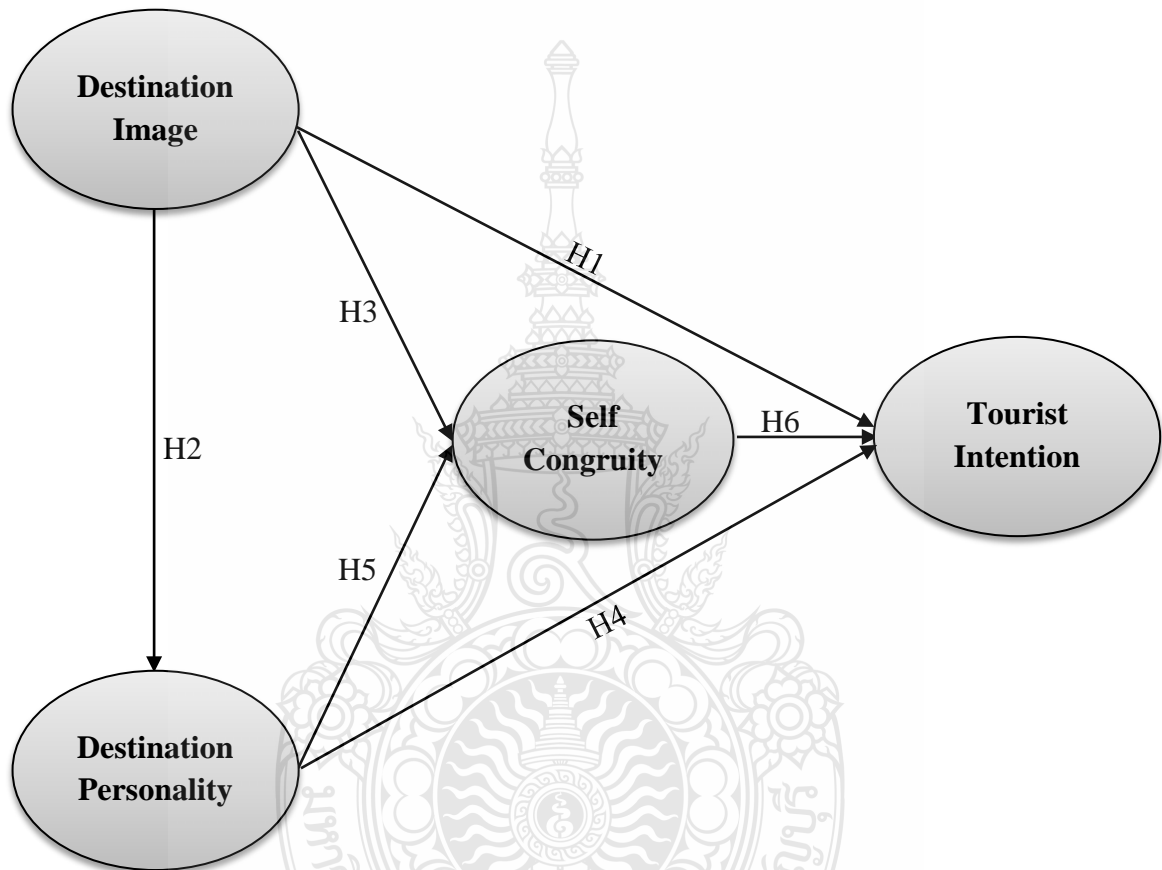 Destination
Image
H1
H3
Self
Congruity
H6
Tourist
Intention
H2
H5
H4
Destination
Personality